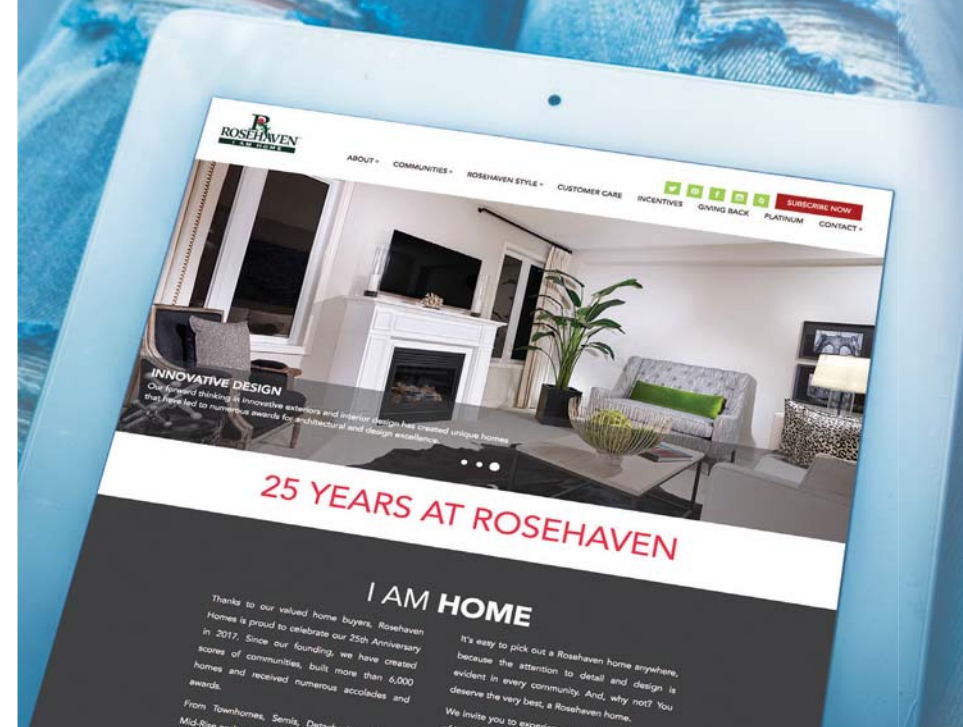 ROSEHAVEN
I AM HOME
SUBSCRIBE NOW
ABOUT
COMMUNITIES
ROSEHAVEN STYLE
CUSTOMER CARE
INCENTIVES
GIVING BACK
PLATINUM
CONTACT
INNOVATIVE DESIGN
Our forward thinking in innovative exteriors and interior design has created unique homes
that have led to numerous awards for architectural and design excellence.
25 YEARS AT ROSEHAVEN
I AM HOME
Thanks to our valued home buyers, Rosehaven
Homes is proud to celebrate our 25th Anniversary
in 2017. Since our founding, we have created
scores of communities, built more than 6,000
homes and received numerous accolades and
awards.
From Townhomes, Semis,
Mid-Rise
It's easy to pick out a Rosehaven home anywhere,
because the attention to detail and design is
evident in every community. And, why not? You
deserve the very best, a Rosehaven home.
We invite you to